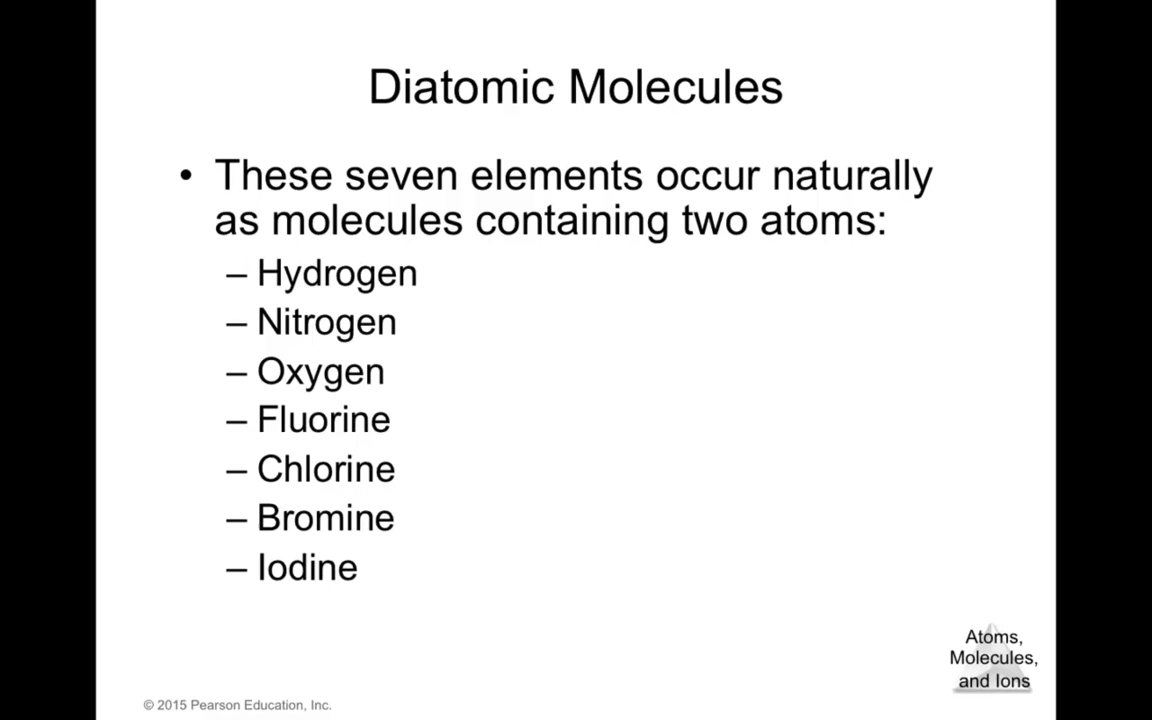 Diatomic Molecules
• These seven elements occur naturally
as molecules containing two atoms:
– Hydrogen
– Nitrogen
– Oxygen
– Fluorine
– Chlorine
– Bromine
– Iodine
Atoms,
Molecules,
and Ions
© 2015 Pearson Education, Inc.